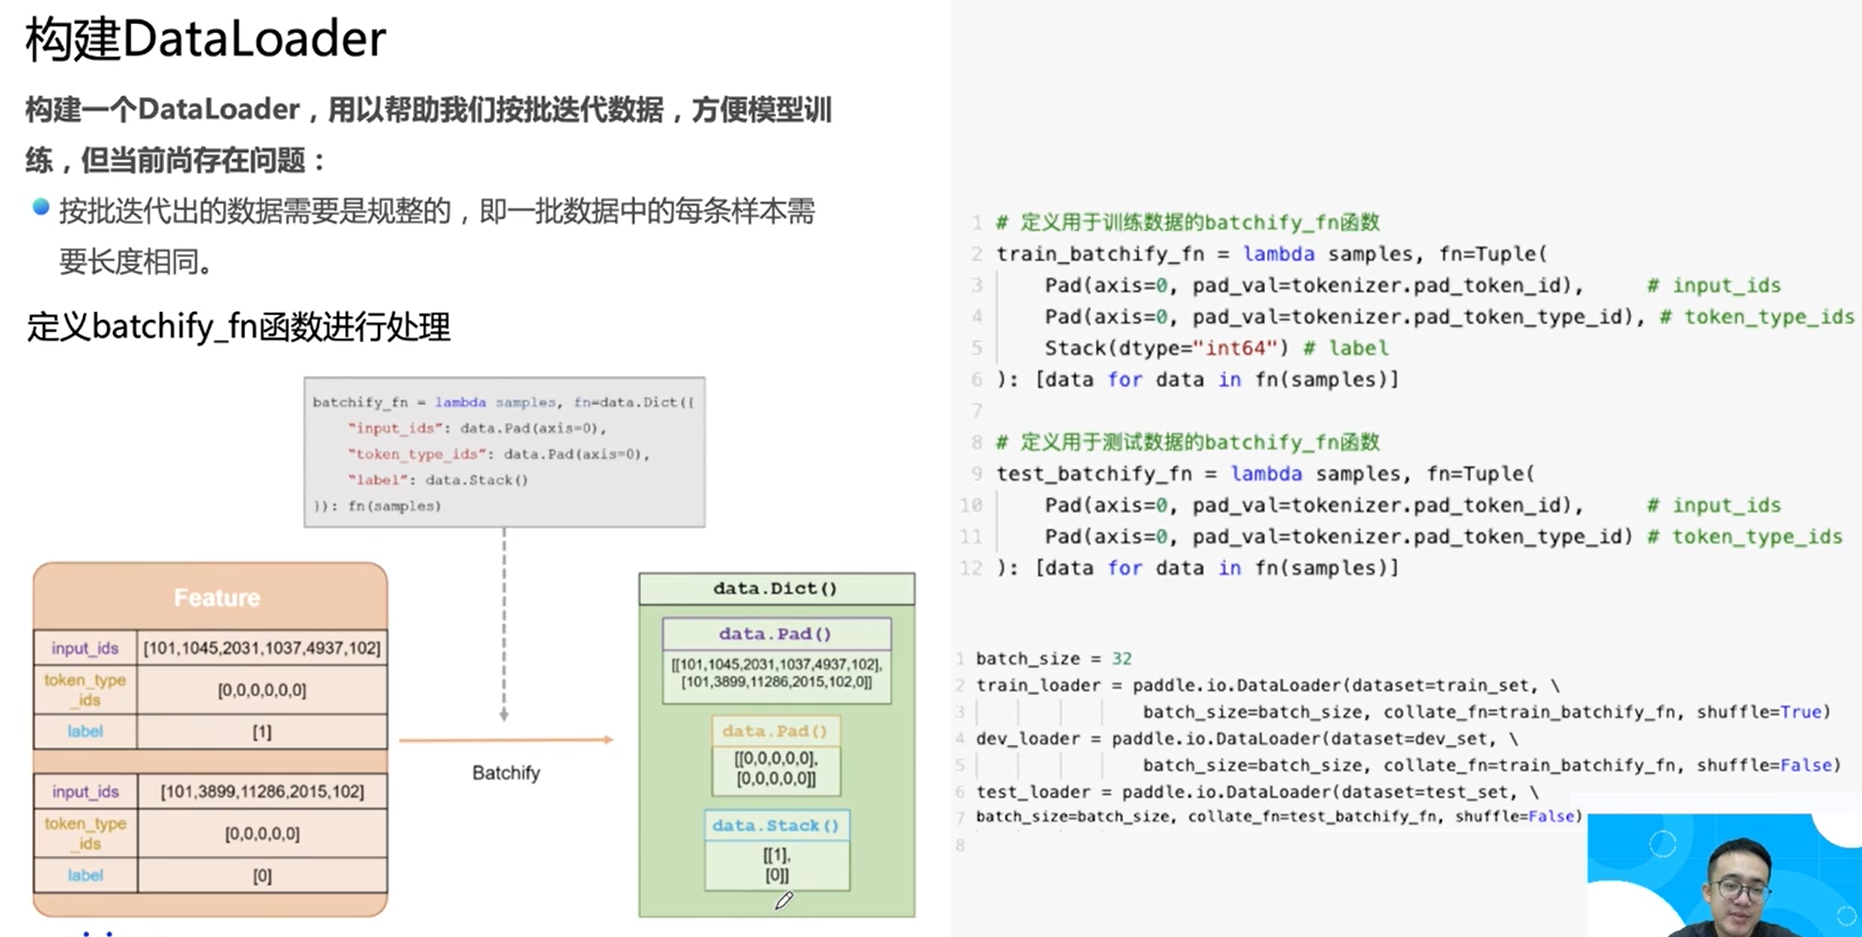 构建DataLoader
构建一个DataLoader，用以帮助我们按批迭代数据，方便模型训
练，但当前尚存在问题：
按批迭代出的数据需要是规整的，即一批数据中的每条样本需
要长度相同。
定义batchify_fn函数进行处理
batchify_fn = lambda samples, fn=data.Dict({
"input_ids": data.Pad(axis=0),
"token_type_ids": data.Pad(axis=0),
"label": data.Stack()
}): fn(samples)
Feature
input_ids [101,1045,2031,1037,4937,102]
token_type
_ids [0,0,0,0,0,0]
label [1]
input_ids [101,3899,11286,2015,102]
token_type
_ids [0,0,0,0,0]
label [0]
Batchify
data.Dict()
data.Pad()
[[101,1045,2031,1037,4937,102],
[101,3899,11286,2015,102,0]]
data.Pad()
[[0,0,0,0,0],
[0,0,0,0,0]]
data.Stack()
[[1],
[0]]
1 # 定义用于训练数据的batchify_fn函数
2 train_batchify_fn = lambda samples, fn=Tuple(
3 Pad(axis=0, pad_val=tokenizer.pad_token_id), # input_ids
4 Pad(axis=0, pad_val=tokenizer.pad_token_type_id), # token_type_ids
5 Stack(dtype="int64") # label
6 ): [data for data in fn(samples)]
7
8 # 定义用于测试数据的batchify_fn函数
9 test_batchify_fn = lambda samples, fn=Tuple(
10 Pad(axis=0, pad_val=tokenizer.pad_token_id), # input_ids
11 Pad(axis=0, pad_val=tokenizer.pad_token_type_id) # token_type_ids
12 ): [data for data in fn(samples)]
1 batch_size = 32
2 train_loader = paddle.io.DataLoader(dataset=train_set, \
3 batch_size=batch_size, collate_fn=train_batchify_fn, shuffle=True)
4 dev_loader = paddle.io.DataLoader(dataset=dev_set, \
5 batch_size=batch_size, collate_fn=train_batchify_fn, shuffle=False)
6 test_loader = paddle.io.DataLoader(dataset=test_set, \
7 batch_size=batch_size, collate_fn=test_batchify_fn, shuffle=False)
8